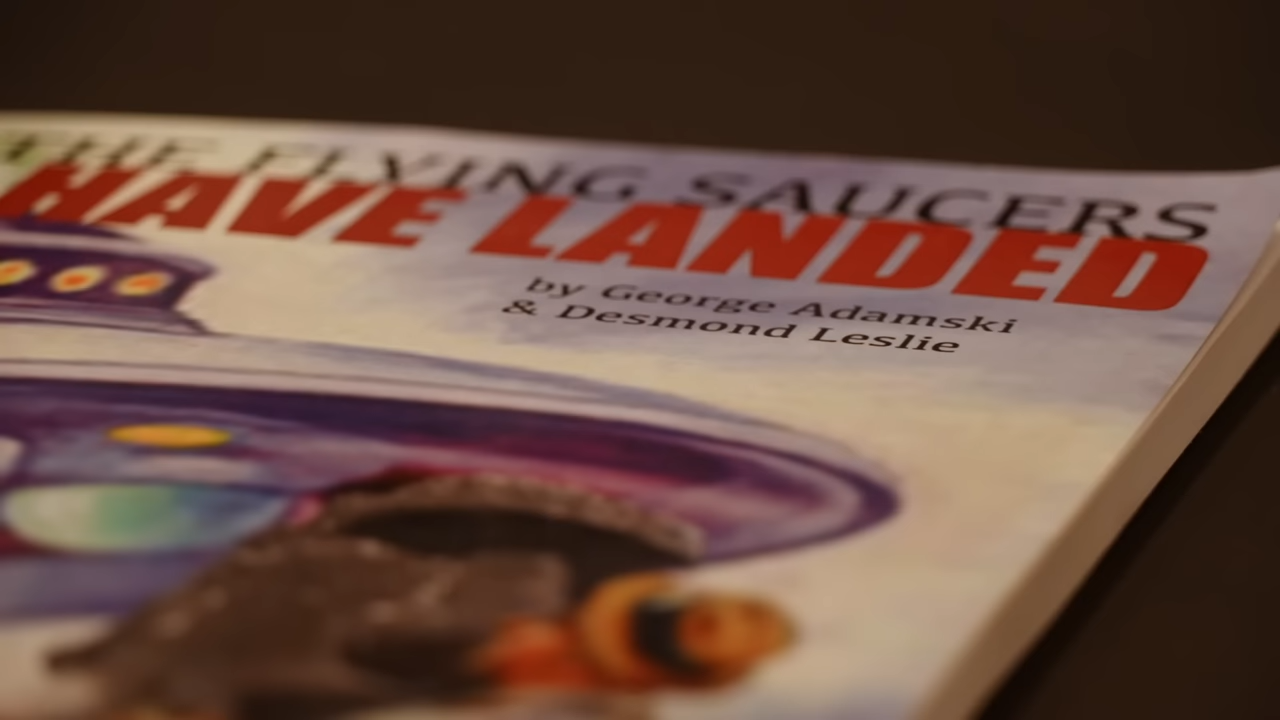 THE FLYING SAUCERS
HAVE LANDED
by George Adamski
& Desmond Leslie